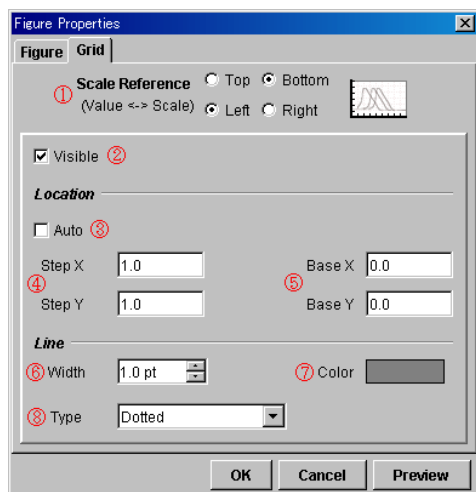 Figure Properties
Figure Grid
① Scale Reference Top Bottom
(Value <-> Scale) Left Right
Visible ②
Location
Auto ③
Step X 1.0 Base X 0.0
④ ⑤
Step Y 1.0 Base Y 0.0
Line
⑥ Width 1.0 pt ⑦ Color
⑧ Type Dotted
OK Cancel Preview